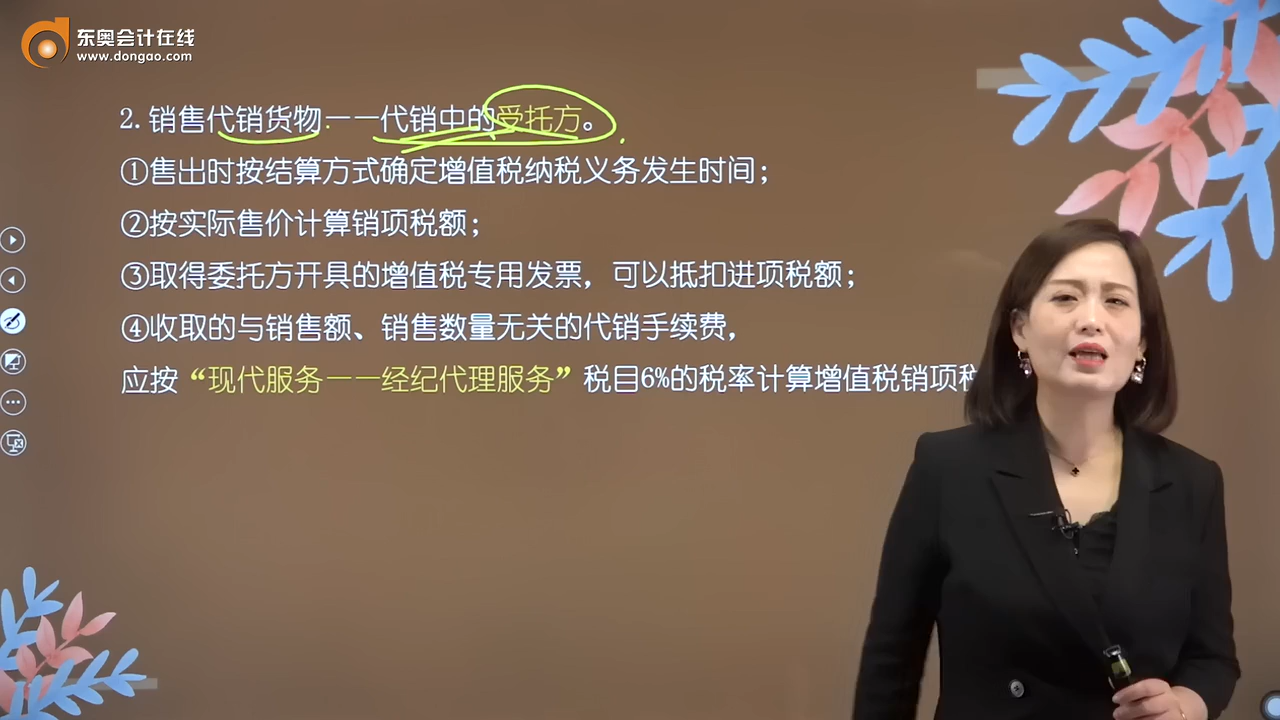 东奥会计在线
www.dongao.com
2.销售代销货物——代销中的受托方。
①售出时按结算方式确定增值税纳税义务发生时间；
②按实际售价计算销项税额；
③取得委托方开具的增值税专用发票，可以抵扣进项税额；
④收取的与销售额、销售数量无关的代销手续费，
应按“现代服务——经纪代理服务”税目6%的税率计算增值税销项税